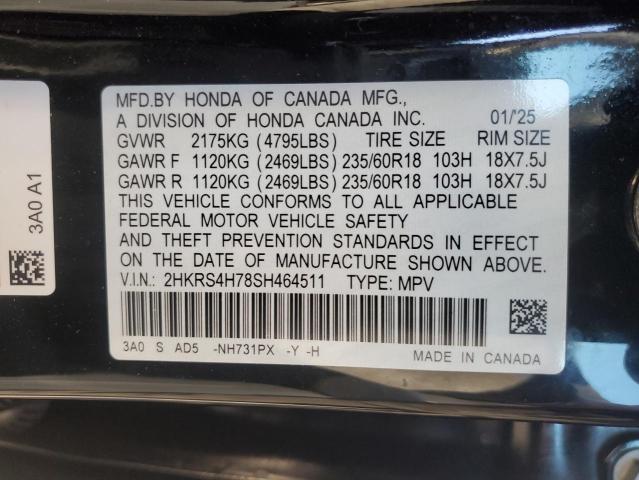 MFD.BY HONDA OF CANADA MFG.,
A DIVISION OF HONDA CANADA INC. 01/'25
GVWR 2175KG (4795LBS) TIRE SIZE RIM SIZE
GAWR F 1120KG (2469LBS) 235/60R18 103H 18X7.5J
GAWR R 1120KG (2469LBS) 235/60R18 103H 18X7.5J
THIS VEHICLE CONFORMS TO ALL APPLICABLE
FEDERAL MOTOR VEHICLE SAFETY
AND THEFT PREVENTION STANDARDS IN EFFECT
ON THE DATE OF MANUFACTURE SHOWN ABOVE.
V.I.N.: 2HKRS4H78SH464511 TYPE: MPV
3A0 S AD5 -NH731PX -Y -H
MADE IN CANADA
3A0 A1